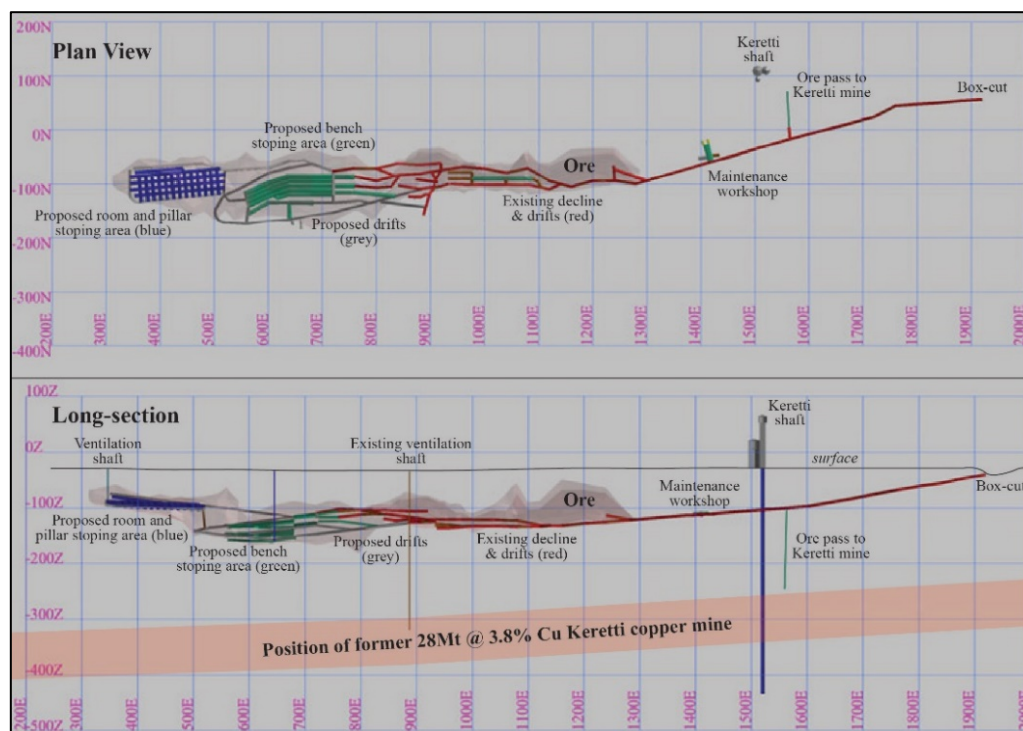 200N
Plan View
Keretti
shaft
100N
Ore pass to
Keretti mine
Box-cut
0N
Proposed bench
stoping area (green)
Ore
Maintenance
workshop
-100N
Proposed room and pillar
stoping area (blue)
Proposed drifts
(grey)
Existing decline
& drifts (red)
-200N
-300N
-400N
200E
300E
400E
500E
600E
700E
800E
900E
1000E
1100E
1200E
1300E
1400E
1500E
1600E
1700E
1800E
1900E
2000E
100Z
Long-section
Keretti
shaft
0Z
Ventilation
shaft
Existing ventilation
shaft
surface
-100Z
Ore
Maintenance
workshop
Box-cut
Proposed room and
pillar stoping area (blue)
Proposed bench
stoping area (green)
Proposed drifts
(grey)
Existing decline
& drifts (red)
Ore pass to
Keretti mine
-200Z
-300Z
Position of former 28Mt @ 3.8% Cu Keretti copper mine
-400Z
-500Z
200E
300E
400E
500E
600E
700E
800E
900E
1000E
1100E
1200E
1300E
1400E
1500E
1600E
1700E
1800E
1900E